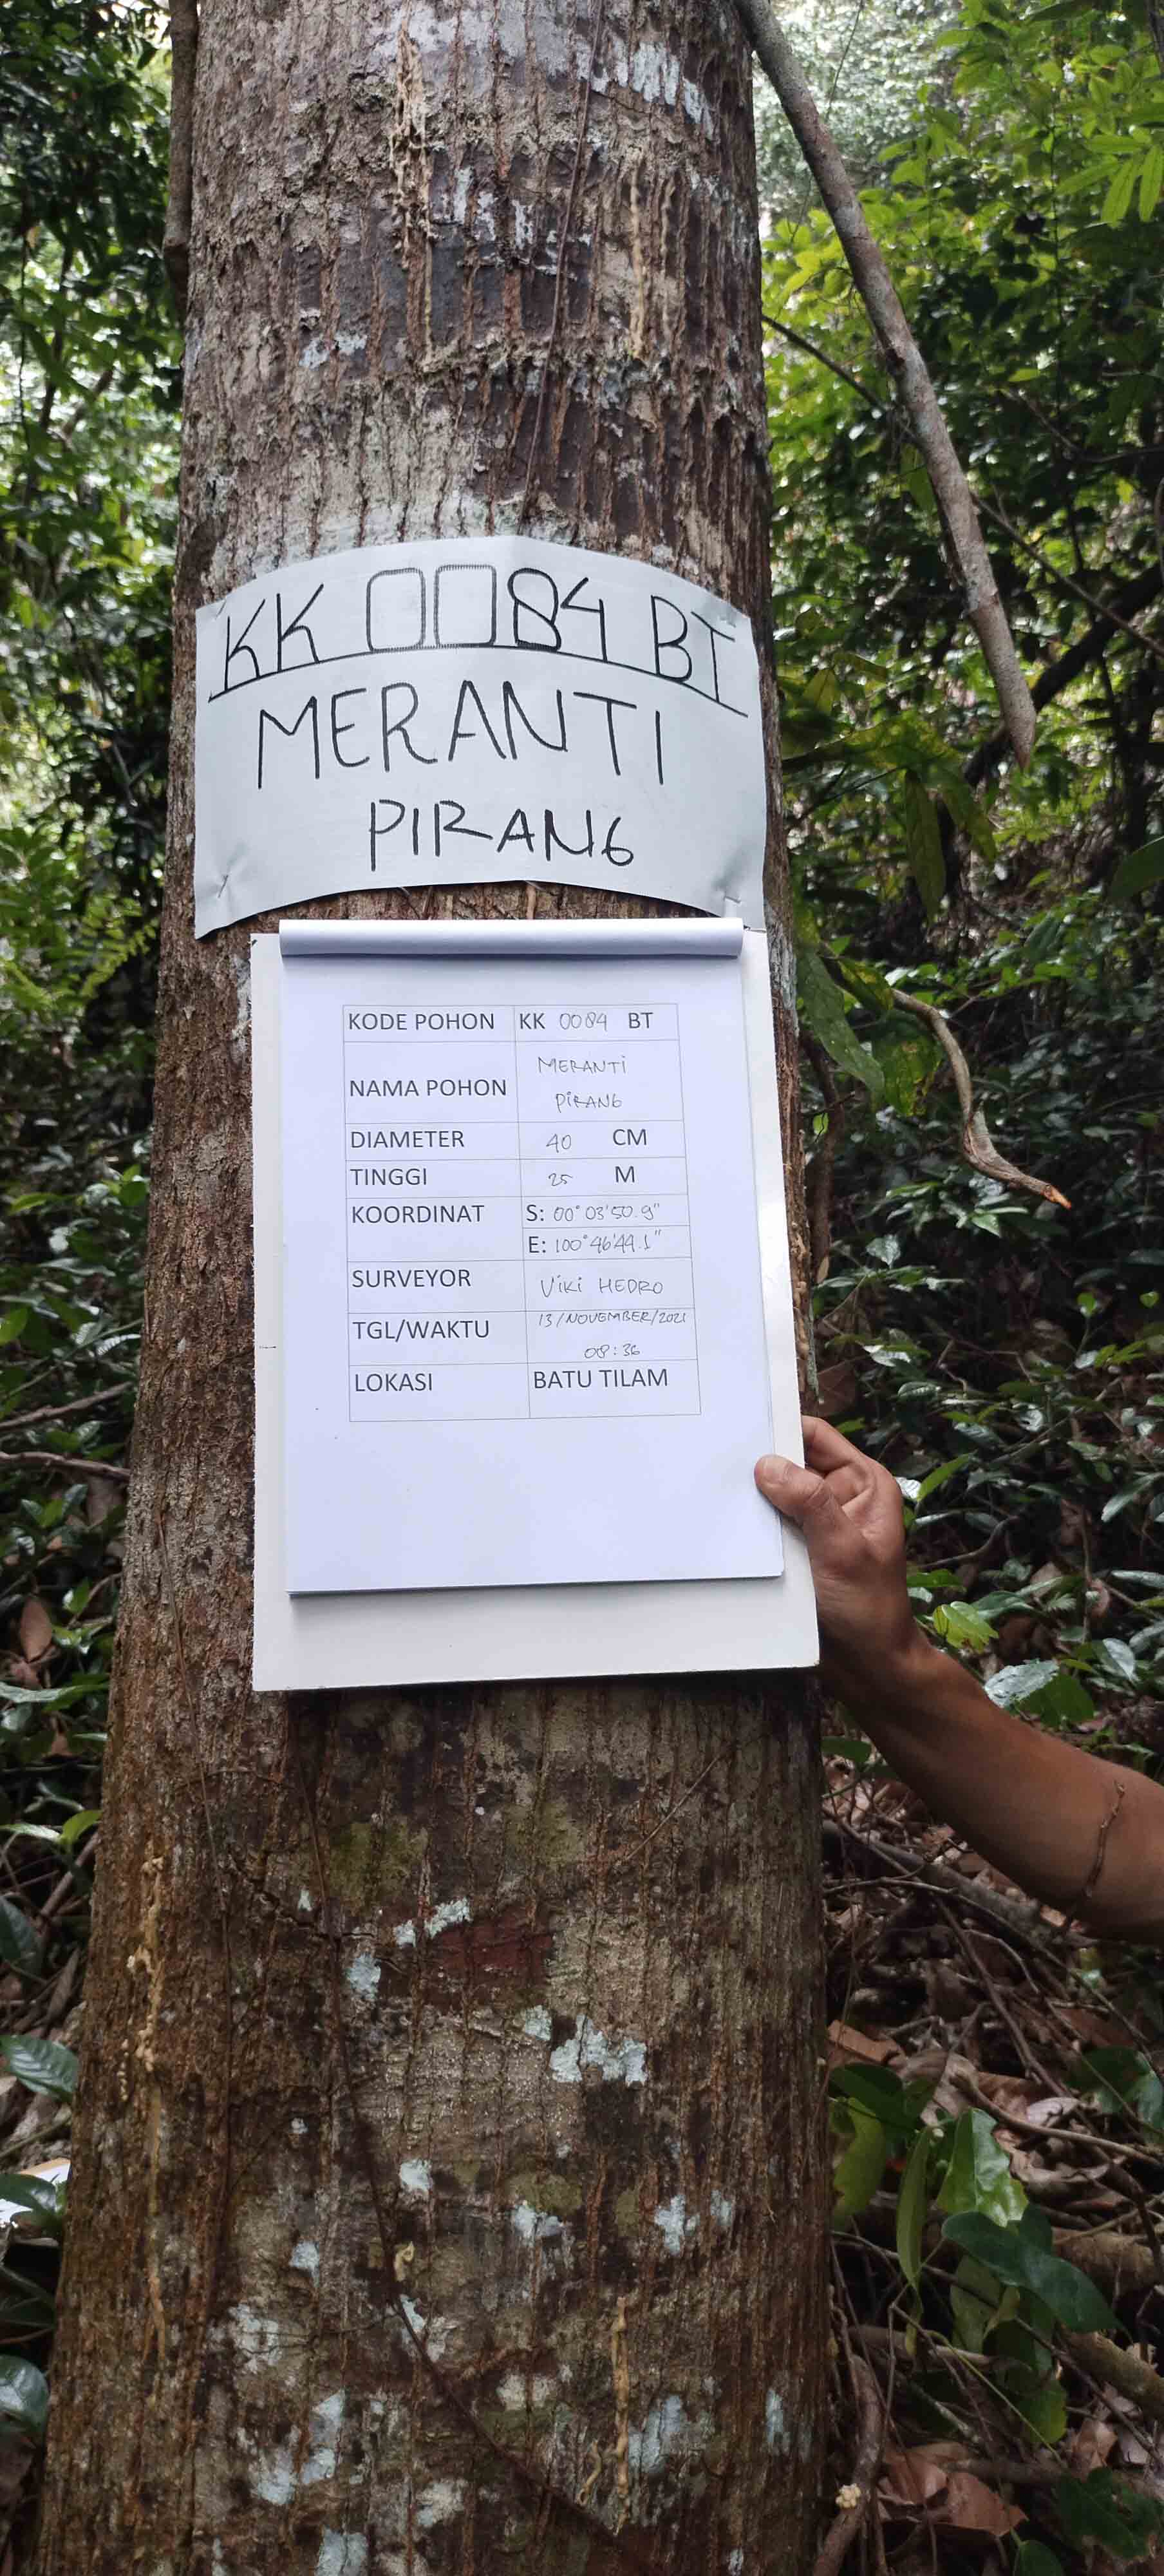 KK 0084 BT
MERANTI
PIRANG
KODE POHON KK 0084 BT
NAMA POHON MERANTI
PIRANG
DIAMETER 40 CM
TINGGI 25 M
KOORDINAT S: 00° 03'50.9"
E: 100°46'44.1"
SURVEYOR VIKI HEDRO
TGL/WAKTU 13/NOVEMBER/2021
08:36
LOKASI BATU TILAM